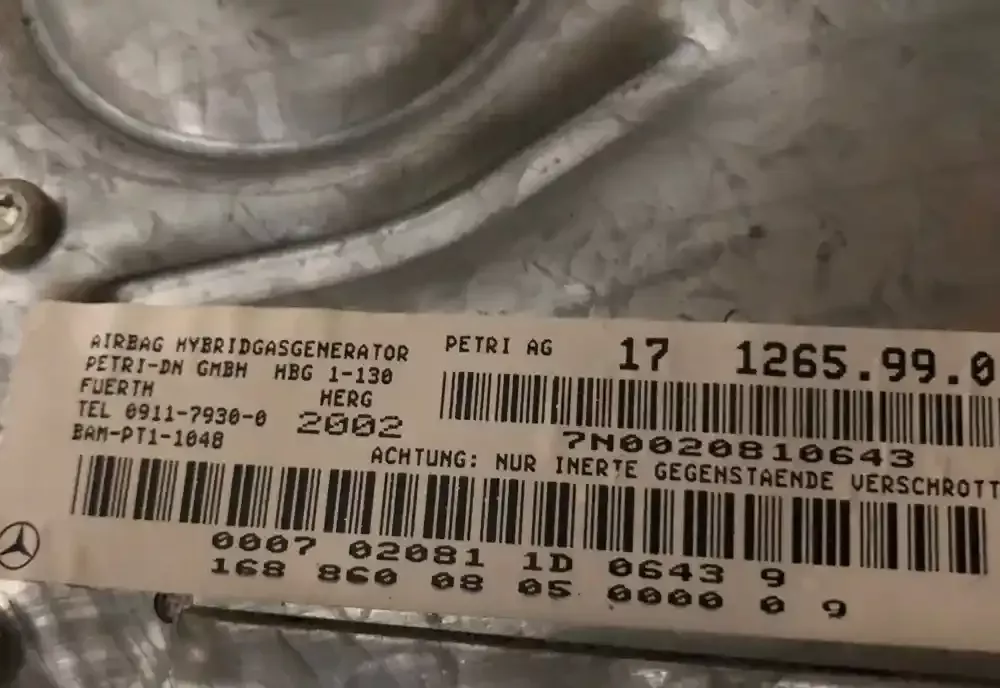 AIRBAG HYBRIDGASGENERATOR
PETRI-DN GMBH HBG 1-130
FUERTH HERG
TEL 0911-7930-0 2002
BAM-PT1-1048
PETRI AG 17 1265.99.0
7N0020810643
ACHTUNG: NUR INERTE GEGENSTAENDE VERSCHROTT
0007 02081 1D 0643 9
168 860 08 05 0000 0 9